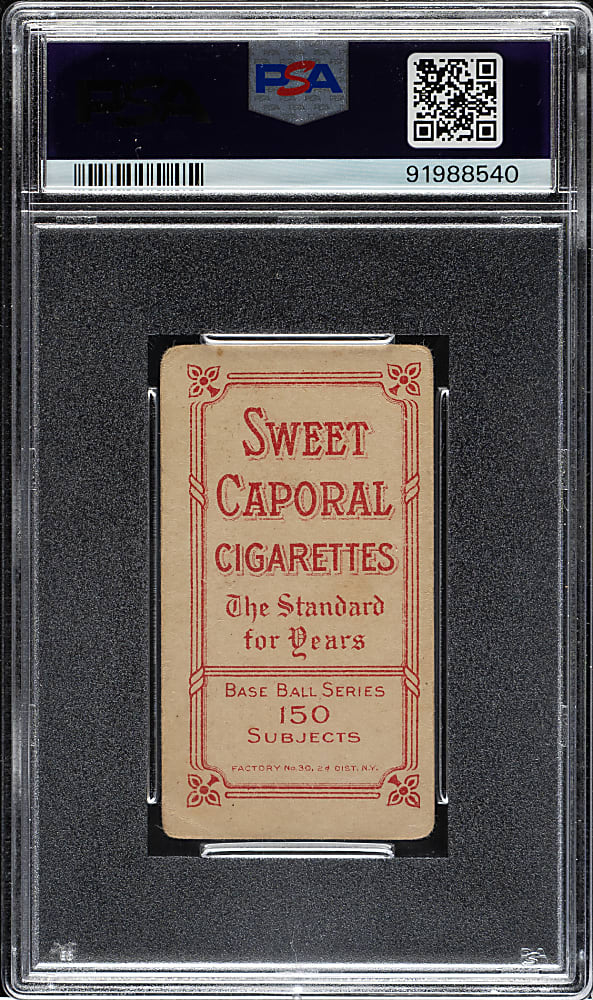 PSA
91988540
SWEET
CAPORAL
CIGARETTES
The Standard
for Years
BASE BALL SERIES
150
SUBJECTS
FACTORY No. 30, 2d DIST. N.Y.